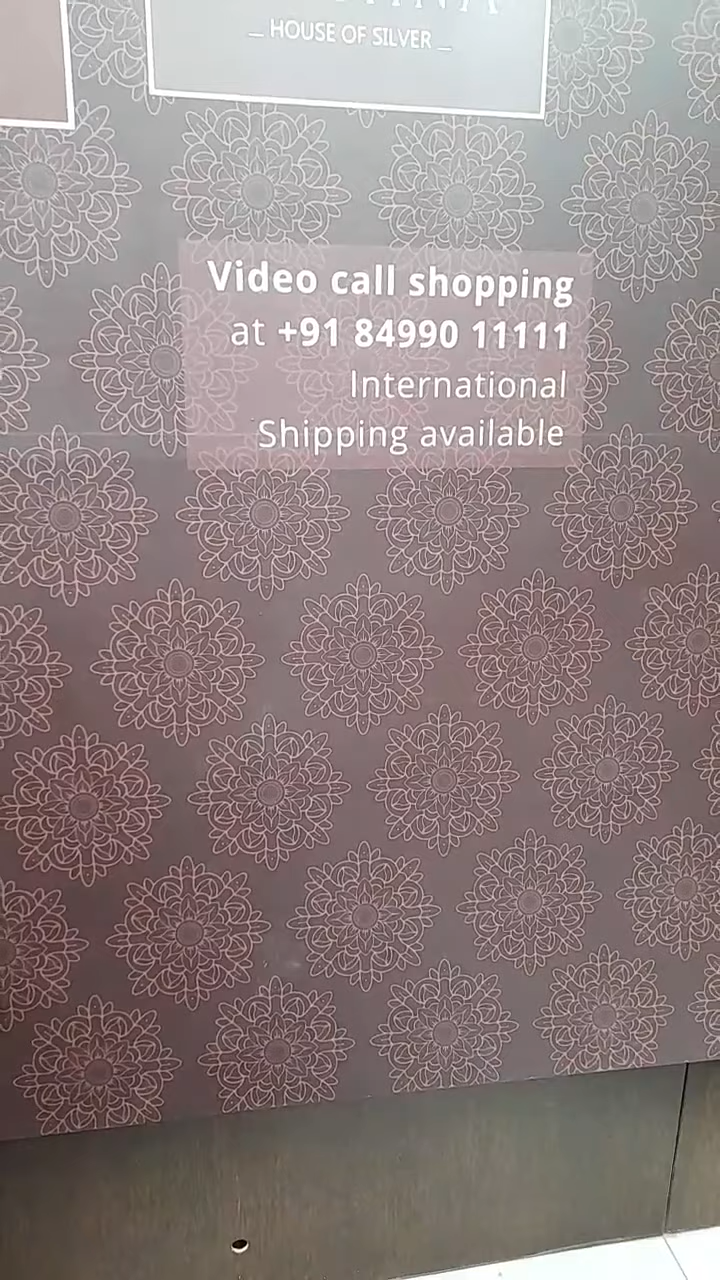 — HOUSE OF SILVER —
Video call shopping
at +91 84990 11111
International
Shipping available